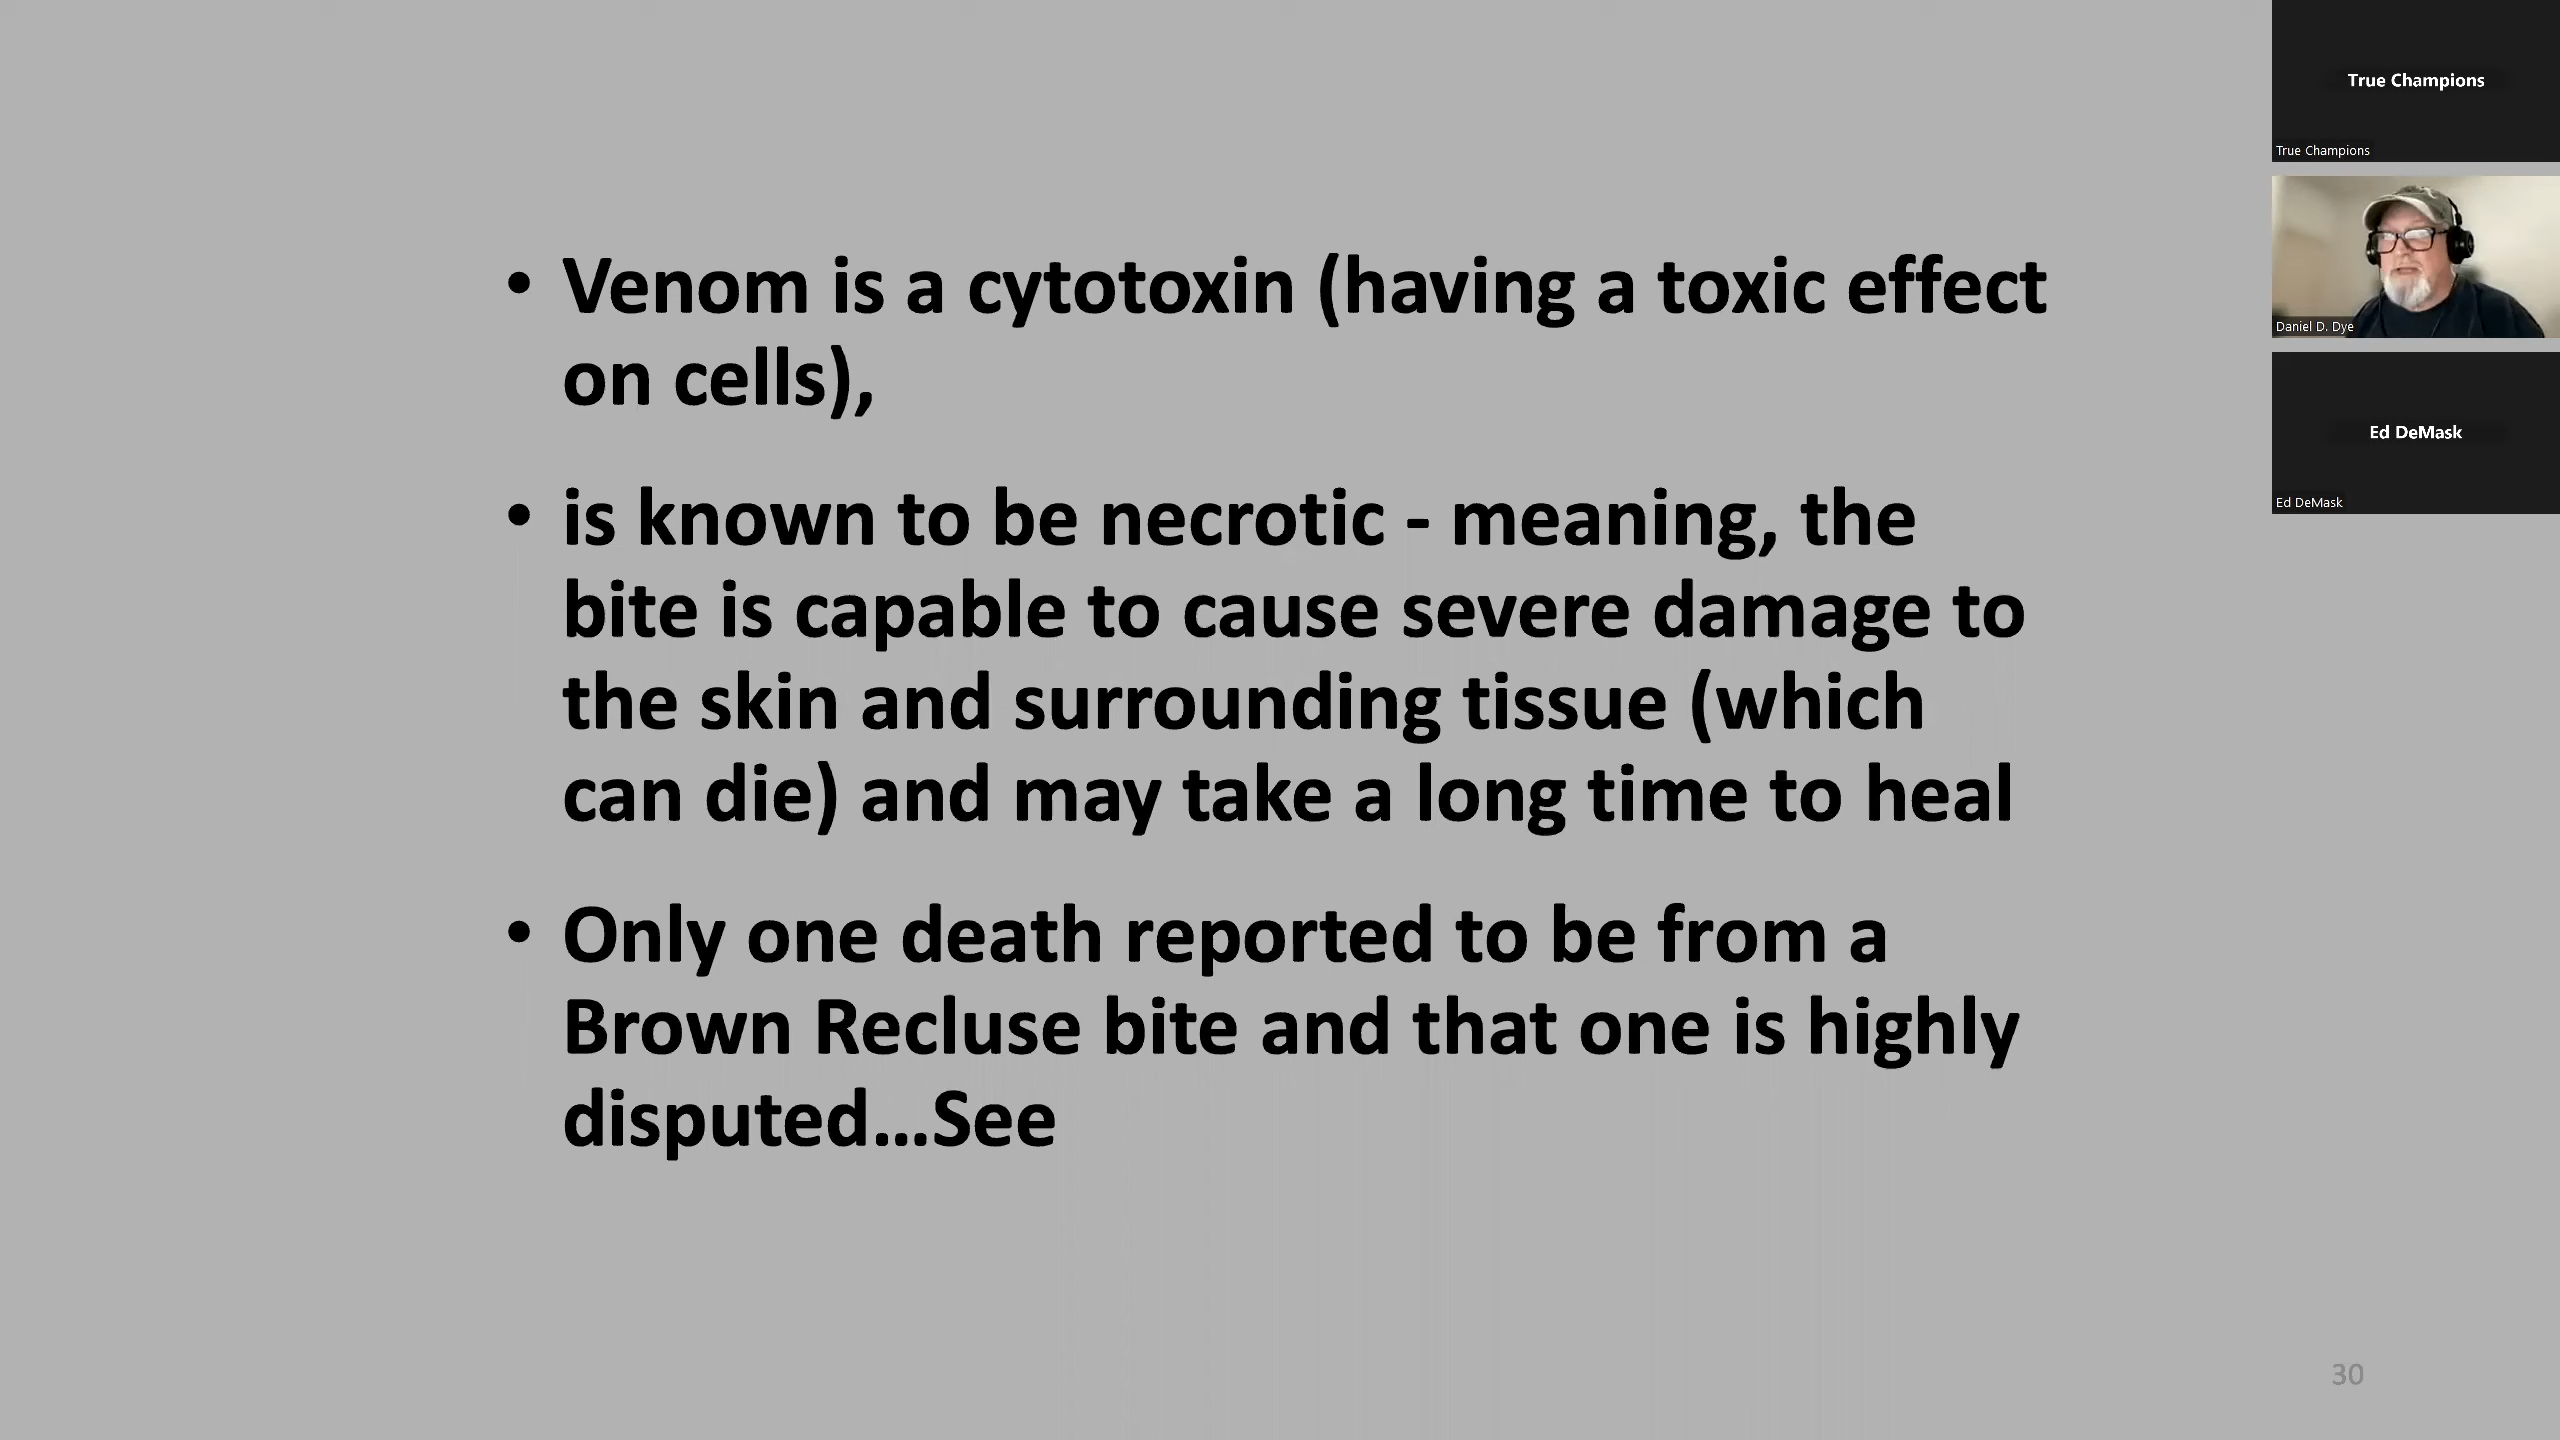 • Venom is a cytotoxin (having a toxic effect
on cells),
• is known to be necrotic - meaning, the
bite is capable to cause severe damage to
the skin and surrounding tissue (which
can die) and may take a long time to heal
• Only one death reported to be from a
Brown Recluse bite and that one is highly
disputed...See
30
True Champions
True Champions
Daniel D. Dye
Ed DeMask
Ed DeMask